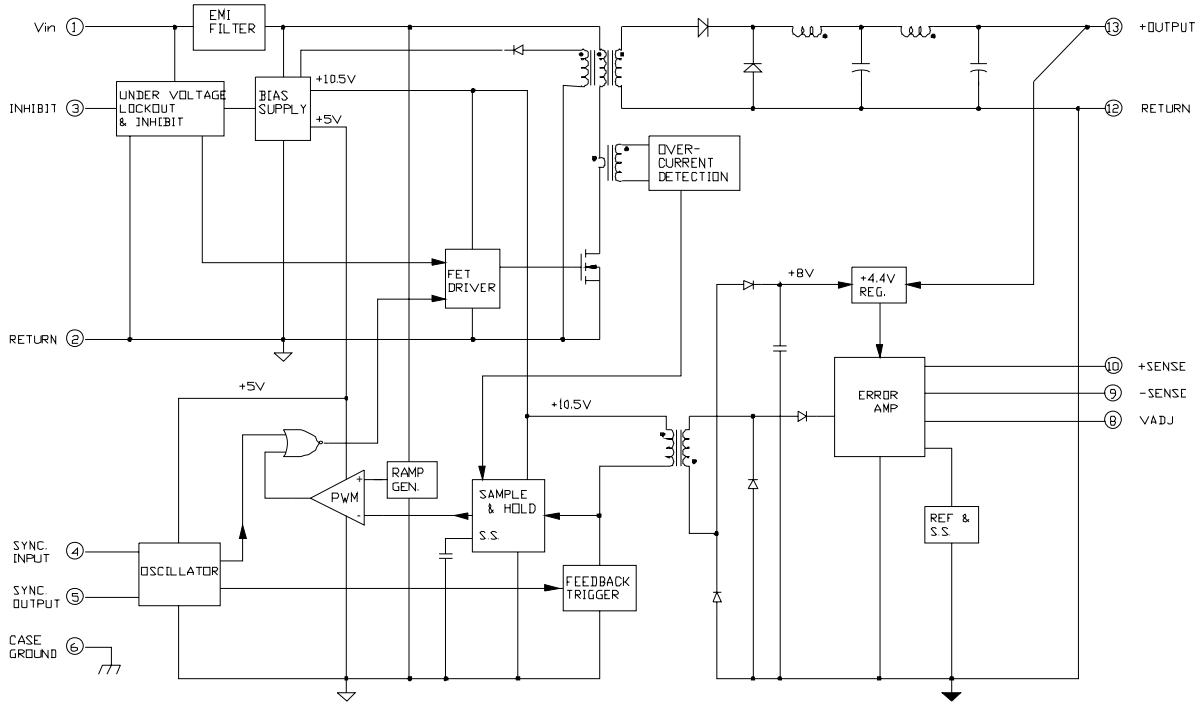 Vin 1
EMI
FILTER
13 +OUTPUT
INHIBIT 3
UNDER VOLTAGE
LOCKOUT
& INHIBIT
BIAS
SUPPLY
+10.5V
+5V
12 RETURN
OVER-
CURRENT
DETECTION
FET
DRIVER
+8V
+4.4V
REG.
RETURN 2
+5V
+10.5V
ERROR
AMP
10 +SENSE
9 -SENSE
8 VADJ
PWM
+
-
RAMP
GEN.
SAMPLE
& HOLD
S.S.
REF &
S.S.
SYNC.
INPUT 4
OSCILLATOR
SYNC.
OUTPUT 5
FEEDBACK
TRIGGER
CASE
GROUND 6